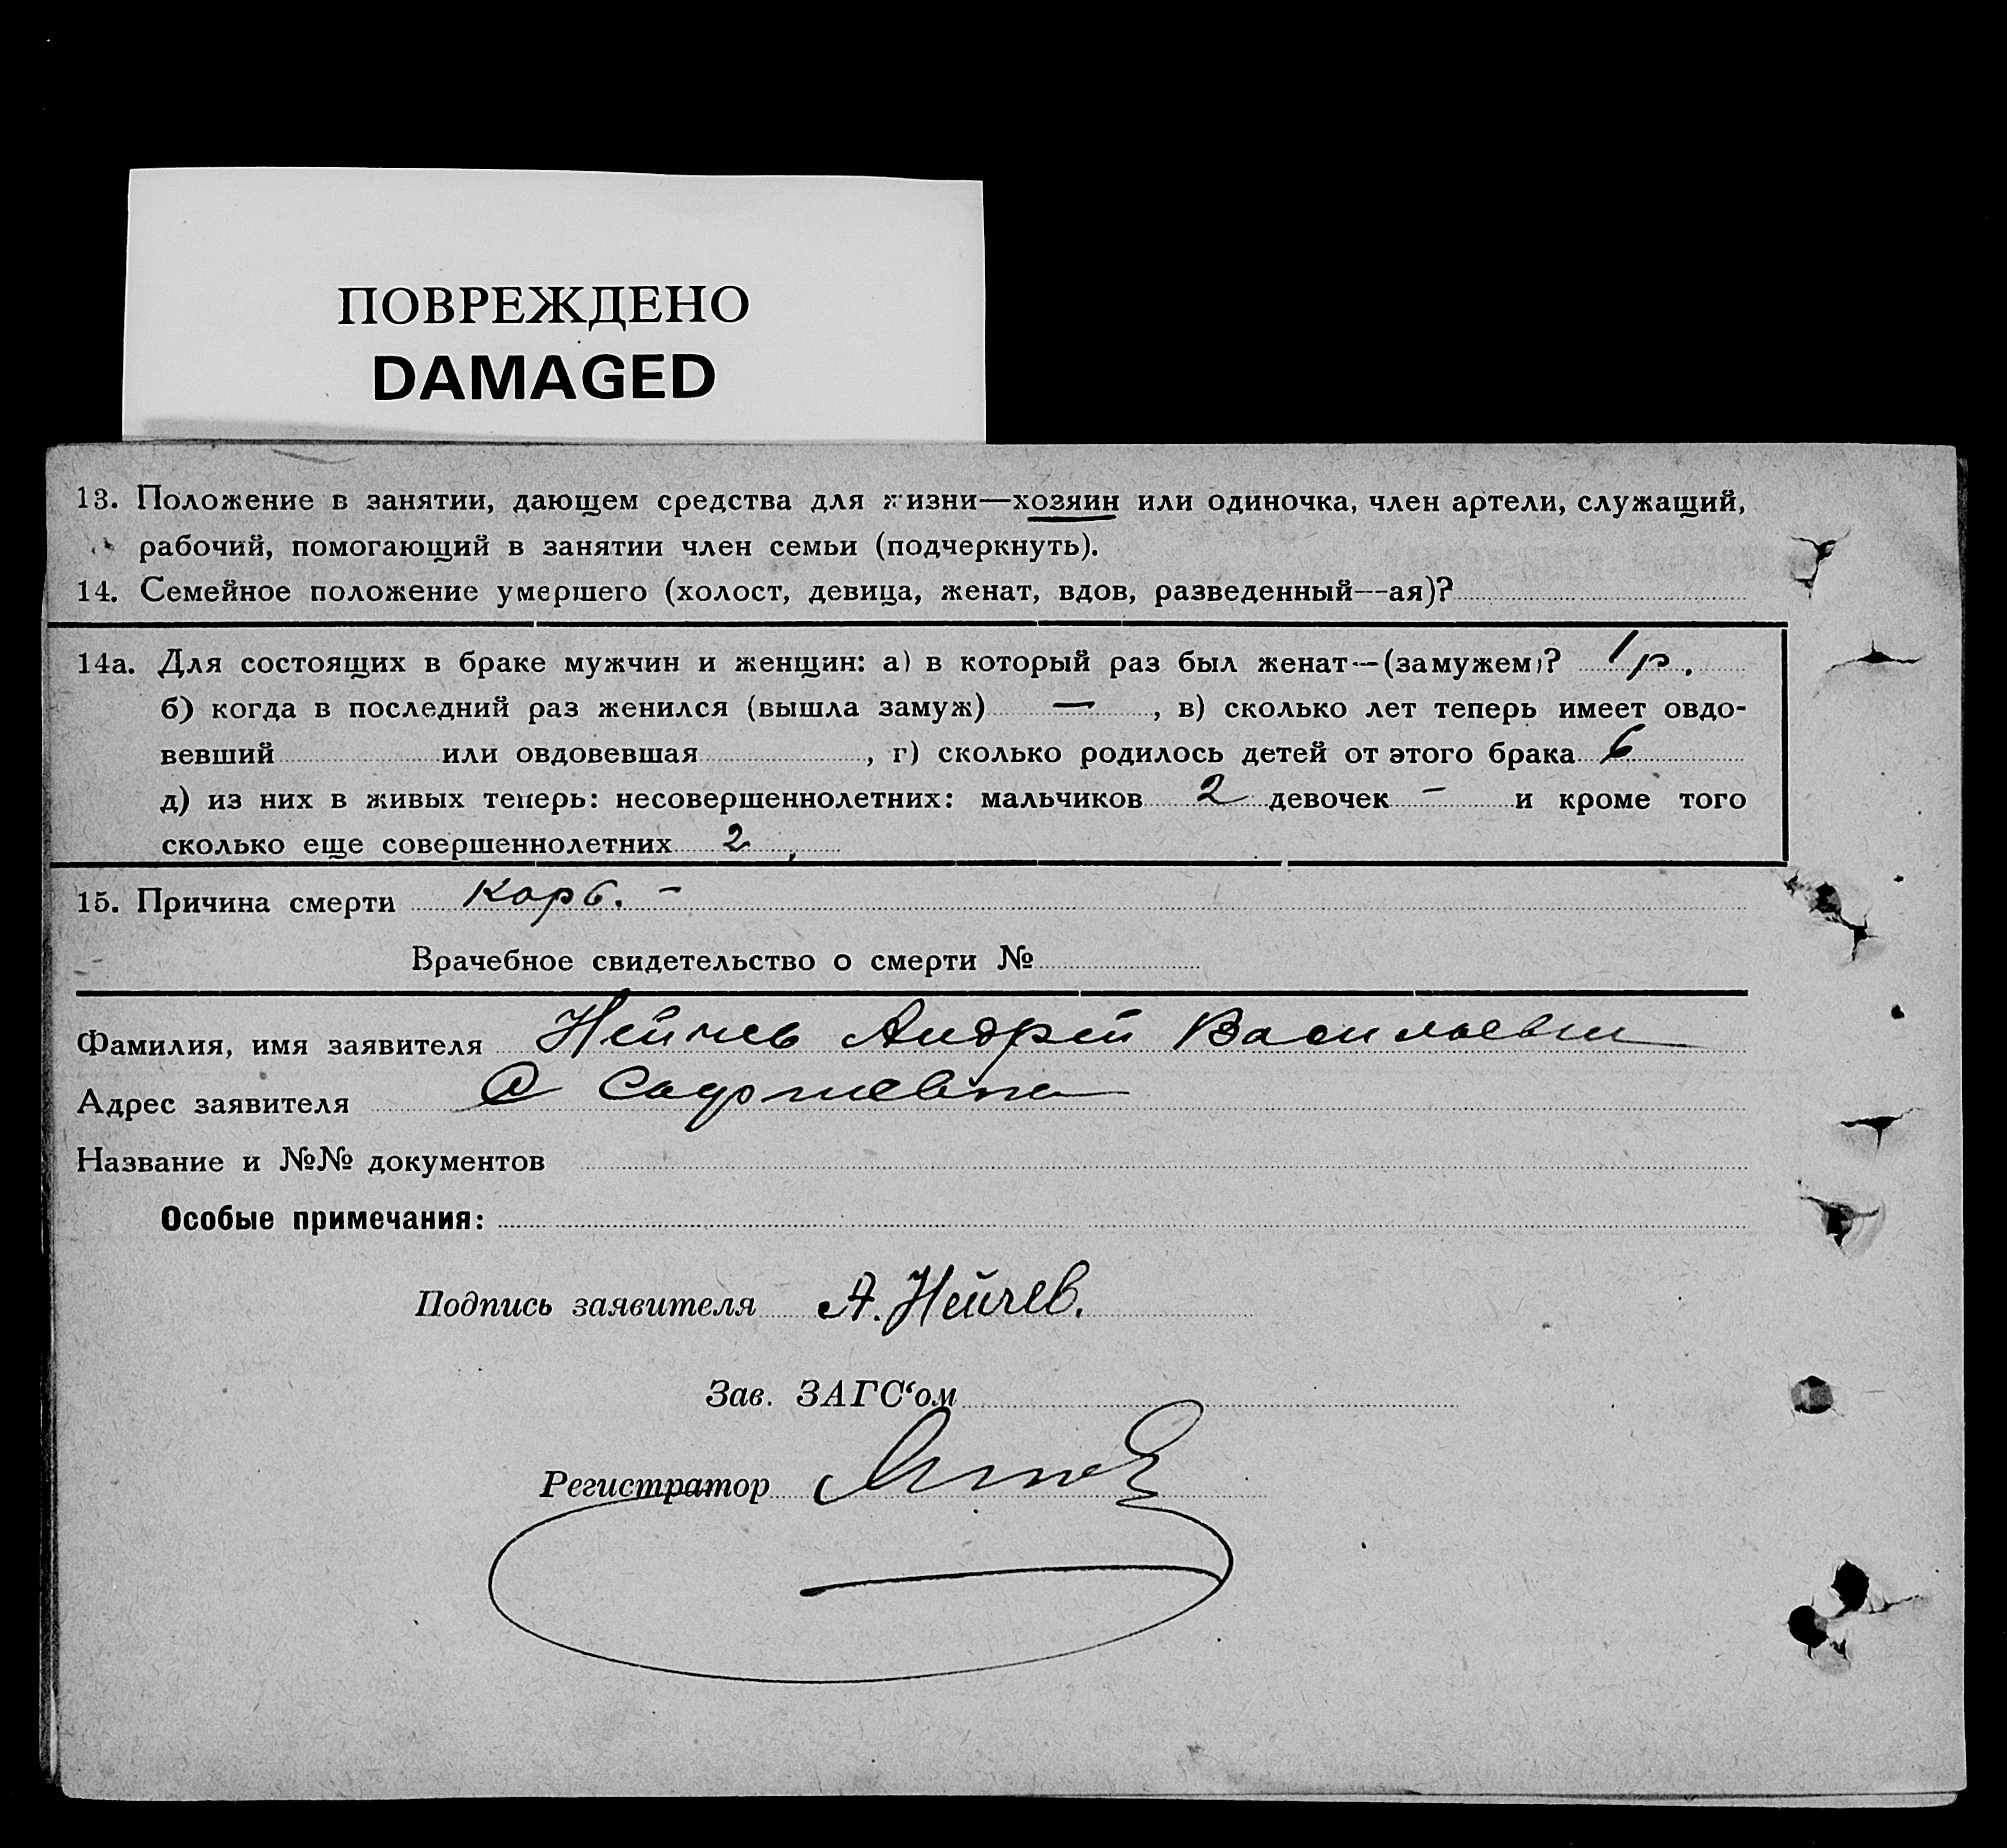 ПОВРЕЖДЕНО
DAMAGED
13. Положение в занятии, дающем средства для жизни—хозяин или одиночка, член артели, служащий,
рабочий, помогающий в занятии член семьи (подчеркнуть).
14. Семейное положение умершего (холост, девица, женат, вдов, разведенный—ая)?
14а. Для состоящих в браке мужчин и женщин: а) в который раз был женат—(замужем)? 1 р.
б) когда в последний раз женился (вышла замуж) —, в) сколько лет теперь имеет овдо-
вевший или овдовевшая, г) сколько родилось детей от этого брака 6
д) из них в живых теперь: несовершеннолетних: мальчиков 2 девочек - и кроме того
сколько еще совершеннолетних 2
15. Причина смерти Корь. -
Врачебное свидетельство о смерти №
Фамилия, имя заявителя Нейчев Андрей Васильевич
Адрес заявителя С
Название и №№ документов
Особые примечания:
Подпись заявителя А. Нейчев.
Зав. ЗАГС‘ом
Регистратор